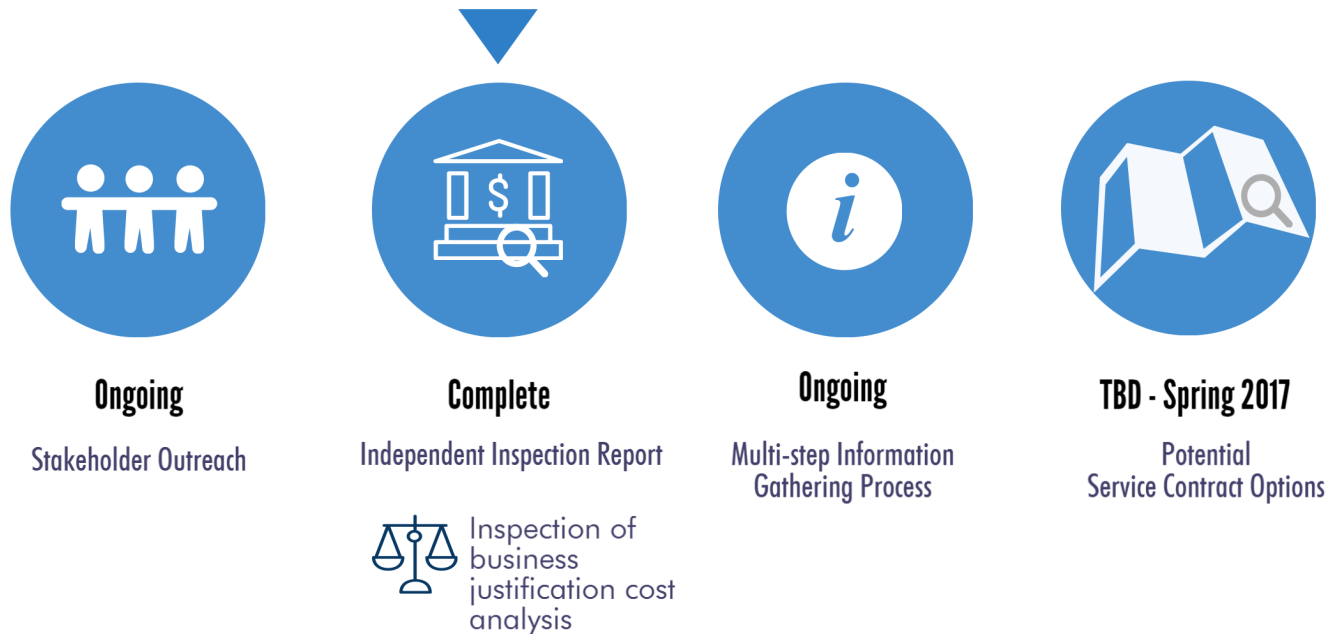 $
i
Ongoing
Stakeholder Outreach
Complete
Independent Inspection Report
Inspection of
business
justification cost
analysis
Ongoing
Multi-step Information
Gathering Process
TBD - Spring 2017
Potential
Service Contract Options